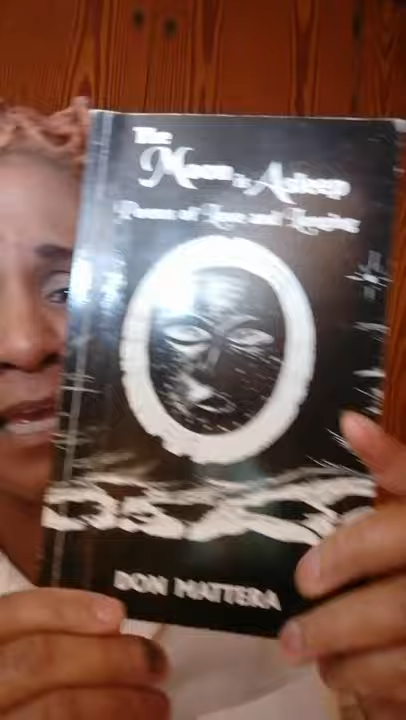 The
Moon is Asleep
Poems of Love and Longing
DON MATTERA